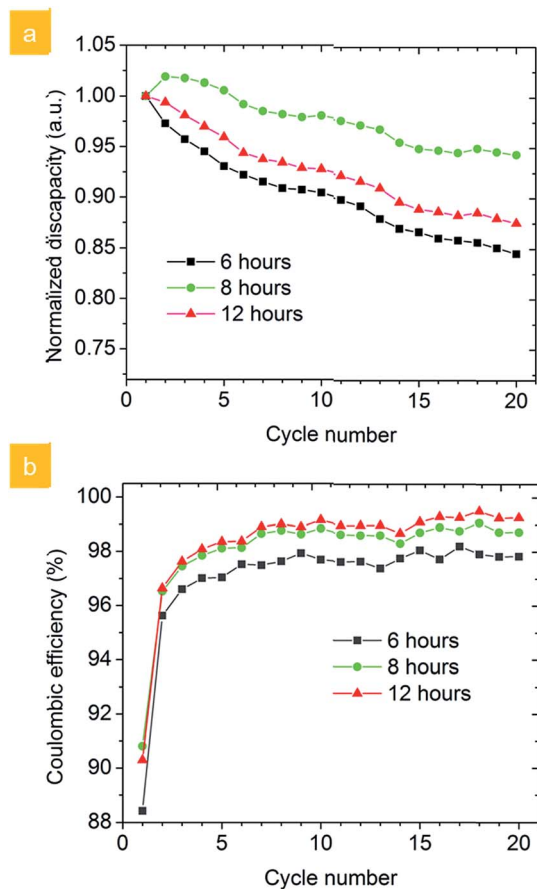 a
Normalized discapacity (a.u.)
1.05
1.00
0.95
0.90
0.85
0.80
0.75
6 hours
8 hours
12 hours
0 5 10 15 20
Cycle number
b
Coulombic efficiency (%)
100
98
96
94
92
90
88
6 hours
8 hours
12 hours
0 5 10 15 20
Cycle number